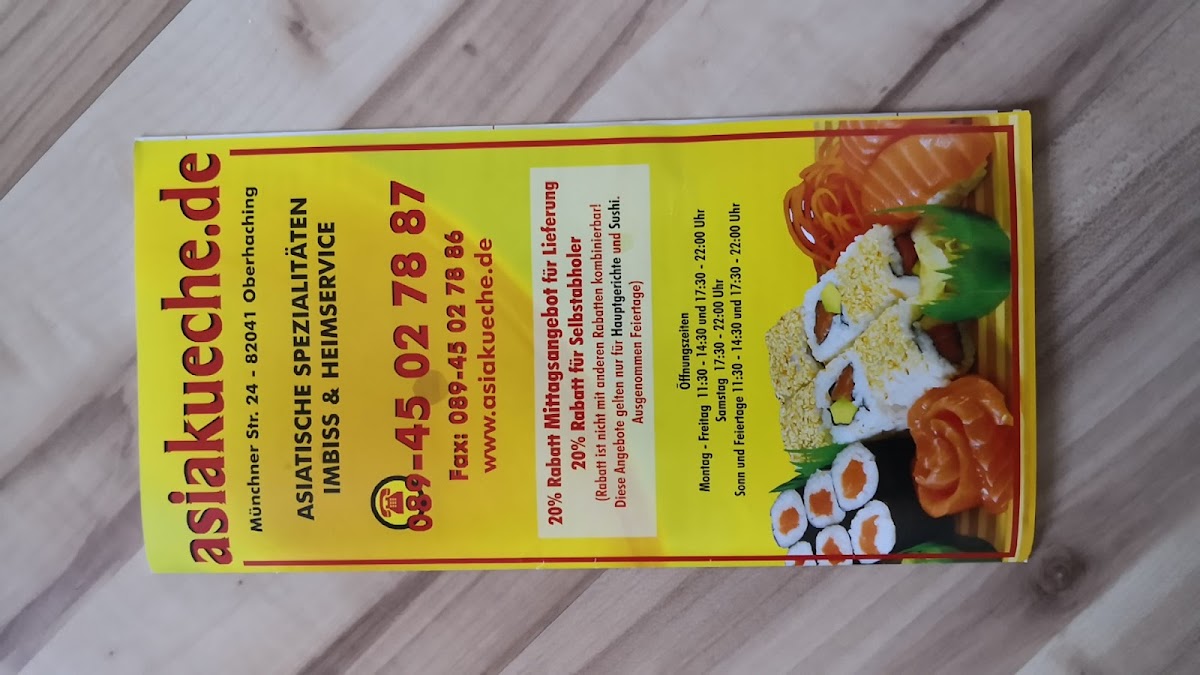 asiakueche.de
Münchner Str. 24 - 82041 Oberhaching
ASIATISCHE SPEZIALITÄTEN
IMBISS & HEIMSERVICE
089-45 02 78 87
Fax: 089-45 02 78 86
www.asiakueche.de
20% Rabatt Mittagsangebot für Lieferung
20% Rabatt für Selbstabholer
(Rabatt ist nicht mit anderen Rabatten kombinierbar!
Diese Angebote gelten nur für Hauptgerichte und Sushi.
Ausgenommen Feiertage)
Öffnungszeiten
Montag - Freitag 11:30 - 14:30 und 17:30 - 22:00 Uhr
Samstag 17:30 - 22:00 Uhr
Sonn und Feiertage 11:30 - 14:30 und 17:30 - 22:00 Uhr